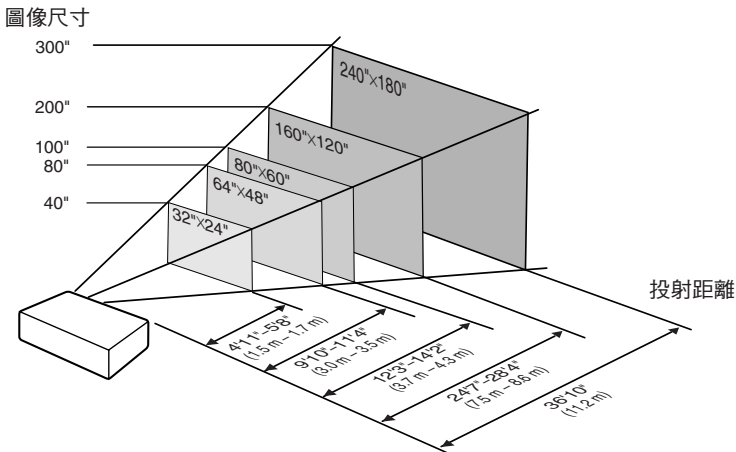 圖像尺寸
300"
200"
100"
80"
40"
240"×180"
160"×120"
80"×60"
64"×48"
32"×24"
投射距離
4'11"–5'8"
(1.5 m – 1.7 m)
9'10"–11'4"
(3.0 m – 3.5 m)
12'3"–14'2"
(3.7 m – 4.3 m)
24'7"–28'4"
(7.5 m – 8.6 m)
36'10"
(11.2 m)